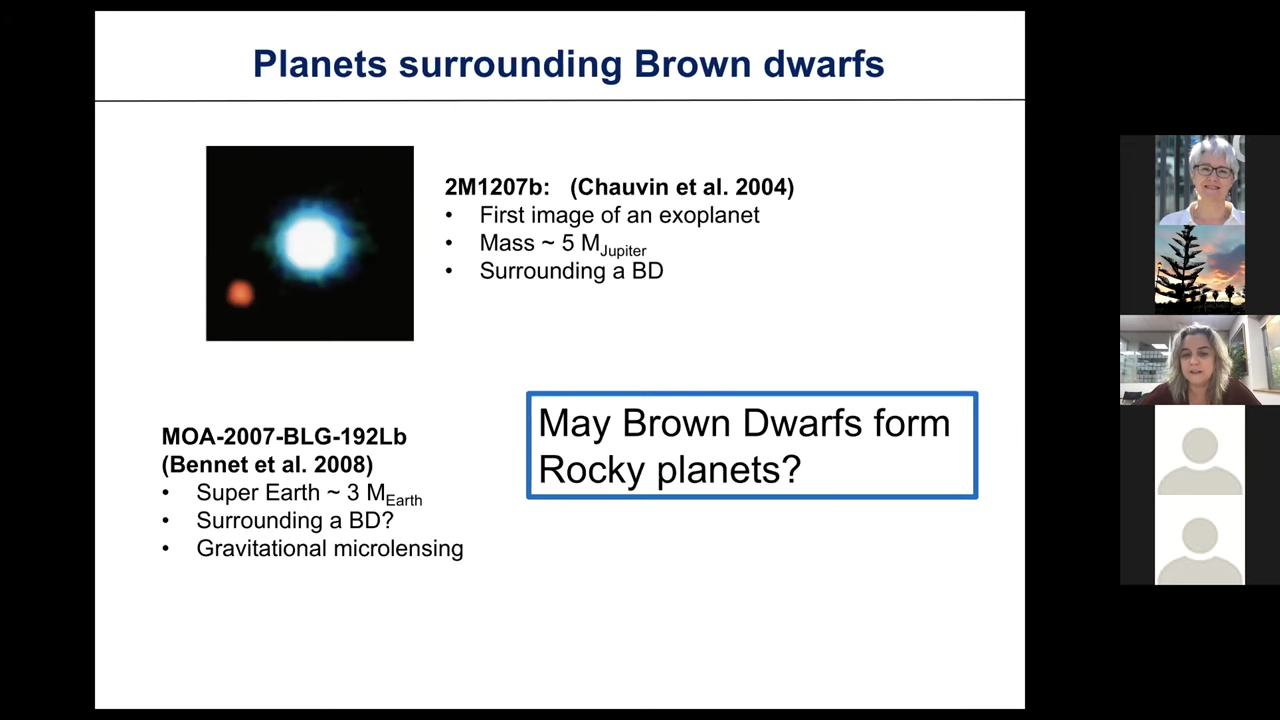 Planets surrounding Brown dwarfs
2M1207b: (Chauvin et al. 2004)
• First image of an exoplanet
• Mass ~ 5 MJupiter
• Surrounding a BD
MOA-2007-BLG-192Lb
(Bennet et al. 2008)
• Super Earth ~ 3 MEarth
• Surrounding a BD?
• Gravitational microlensing
May Brown Dwarfs form
Rocky planets?